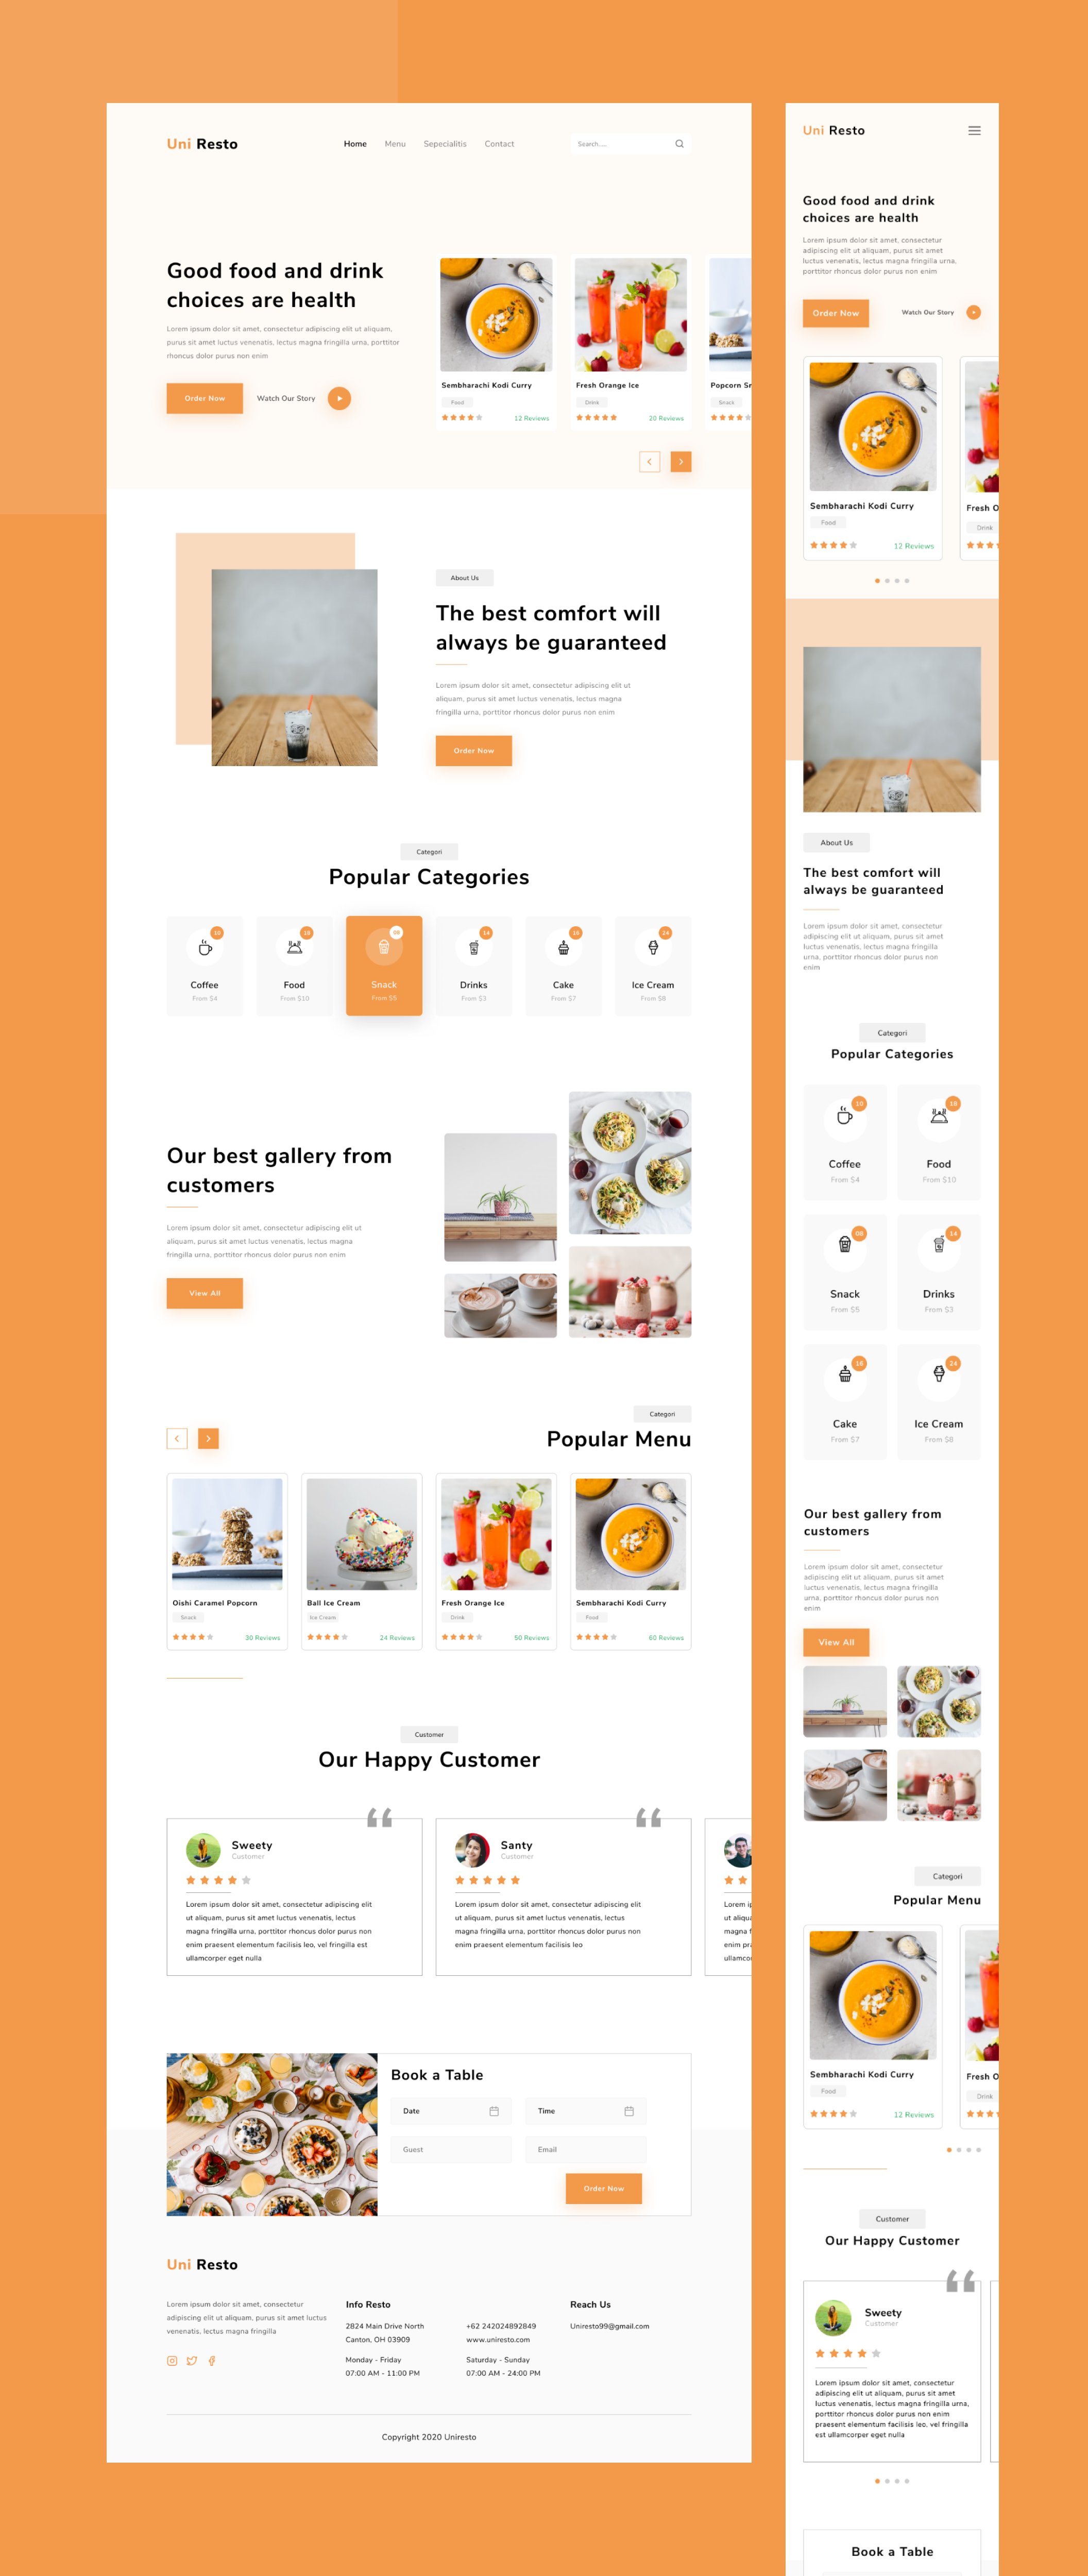 Uni Resto
Home
Menu
Sepecialitis
Contact
Search....
Good food and drink
choices are health
Lorem ipsum dolor sit amet, consectetur adipiscing elit ut aliquam,
purus sit amet luctus venenatis, lectus magna fringilla urna, porttitor
rhoncus dolor purus non enim
Order Now
Watch Our Story
Sembharachi Kodi Curry
Food
12 Reviews
Fresh Orange Ice
Drink
20 Reviews
Popcorn Sr
Snack
About Us
The best comfort will
always be guaranteed
Lorem ipsum dolor sit amet, consectetur adipiscing elit ut
aliquam, purus sit amet luctus venenatis, lectus magna
fringilla urna, porttitor rhoncus dolor purus non enim
Order Now
Categori
Popular Categories
10
Coffee
From $4
18
Food
From $10
08
Snack
From $5
14
Drinks
From $3
16
Cake
From $7
24
Ice Cream
From $8
Our best gallery from
customers
Lorem ipsum dolor sit amet, consectetur adipiscing elit ut
aliquam, purus sit amet luctus venenatis, lectus magna
fringilla urna, porttitor rhoncus dolor purus non enim
View All
Categori
Popular Menu
Oishi Caramel Popcorn
Snack
30 Reviews
Ball Ice Cream
Ice Cream
24 Reviews
Fresh Orange Ice
Drink
50 Reviews
Sembharachi Kodi Curry
Food
60 Reviews
Customer
Our Happy Customer
Sweety
Customer
Lorem ipsum dolor sit amet, consectetur adipiscing elit
ut aliquam, purus sit amet luctus venenatis, lectus
magna fringilla urna, porttitor rhoncus dolor purus non
enim praesent elementum facilisis leo, vel fringilla est
ullamcorper eget nulla
Santy
Customer
Lorem ipsum dolor sit amet, consectetur adipiscing elit
ut aliquam, purus sit amet luctus venenatis, lectus
magna fringilla urna, porttitor rhoncus dolor purus non
enim praesent elementum facilisis leo
Lorem ip
ut aliqua
magna f
enim pra
ullamco
Book a Table
Date
Time
Guest
Email
Order Now
Uni Resto
Lorem ipsum dolor sit amet, consectetur
adipiscing elit ut aliquam, purus sit amet luctus
venenatis, lectus magna fringilla
Info Resto
2824 Main Drive North
Canton, OH 03909
Monday - Friday
07:00 AM - 11:00 PM
+62 242024892849
www.uniresto.com
Saturday - Sunday
07:00 AM - 24:00 PM
Reach Us
Uniresto99@gmail.com
Copyright 2020 Uniresto
Uni Resto
Good food and drink
choices are health
Lorem ipsum dolor sit amet, consectetur
adipiscing elit ut aliquam, purus sit amet
luctus venenatis, lectus magna fringilla urna,
porttitor rhoncus dolor purus non enim
Order Now
Watch Our Story
Sembharachi Kodi Curry
Food
12 Reviews
Fresh O
Drink
About Us
The best comfort will
always be guaranteed
Lorem ipsum dolor sit amet, consectetur
adipiscing elit ut aliquam, purus sit amet
luctus venenatis, lectus magna fringilla
urna, porttitor rhoncus dolor purus non
enim
Categori
Popular Categories
10
Coffee
From $4
18
Food
From $10
08
Snack
From $5
14
Drinks
From $3
16
Cake
From $7
24
Ice Cream
From $8
Our best gallery from
customers
Lorem ipsum dolor sit amet, consectetur
adipiscing elit ut aliquam, purus sit amet
luctus venenatis, lectus magna fringilla
urna, porttitor rhoncus dolor purus non
enim
View All
Categori
Popular Menu
Sembharachi Kodi Curry
Food
12 Reviews
Fresh O
Drink
Customer
Our Happy Customer
Sweety
Customer
Lorem ipsum dolor sit amet, consectetur
adipiscing elit ut aliquam, purus sit amet
luctus venenatis, lectus magna fringilla urna,
porttitor rhoncus dolor purus non enim
praesent elementum facilisis leo, vel fringilla
est ullamcorper eget nulla
Book a Table